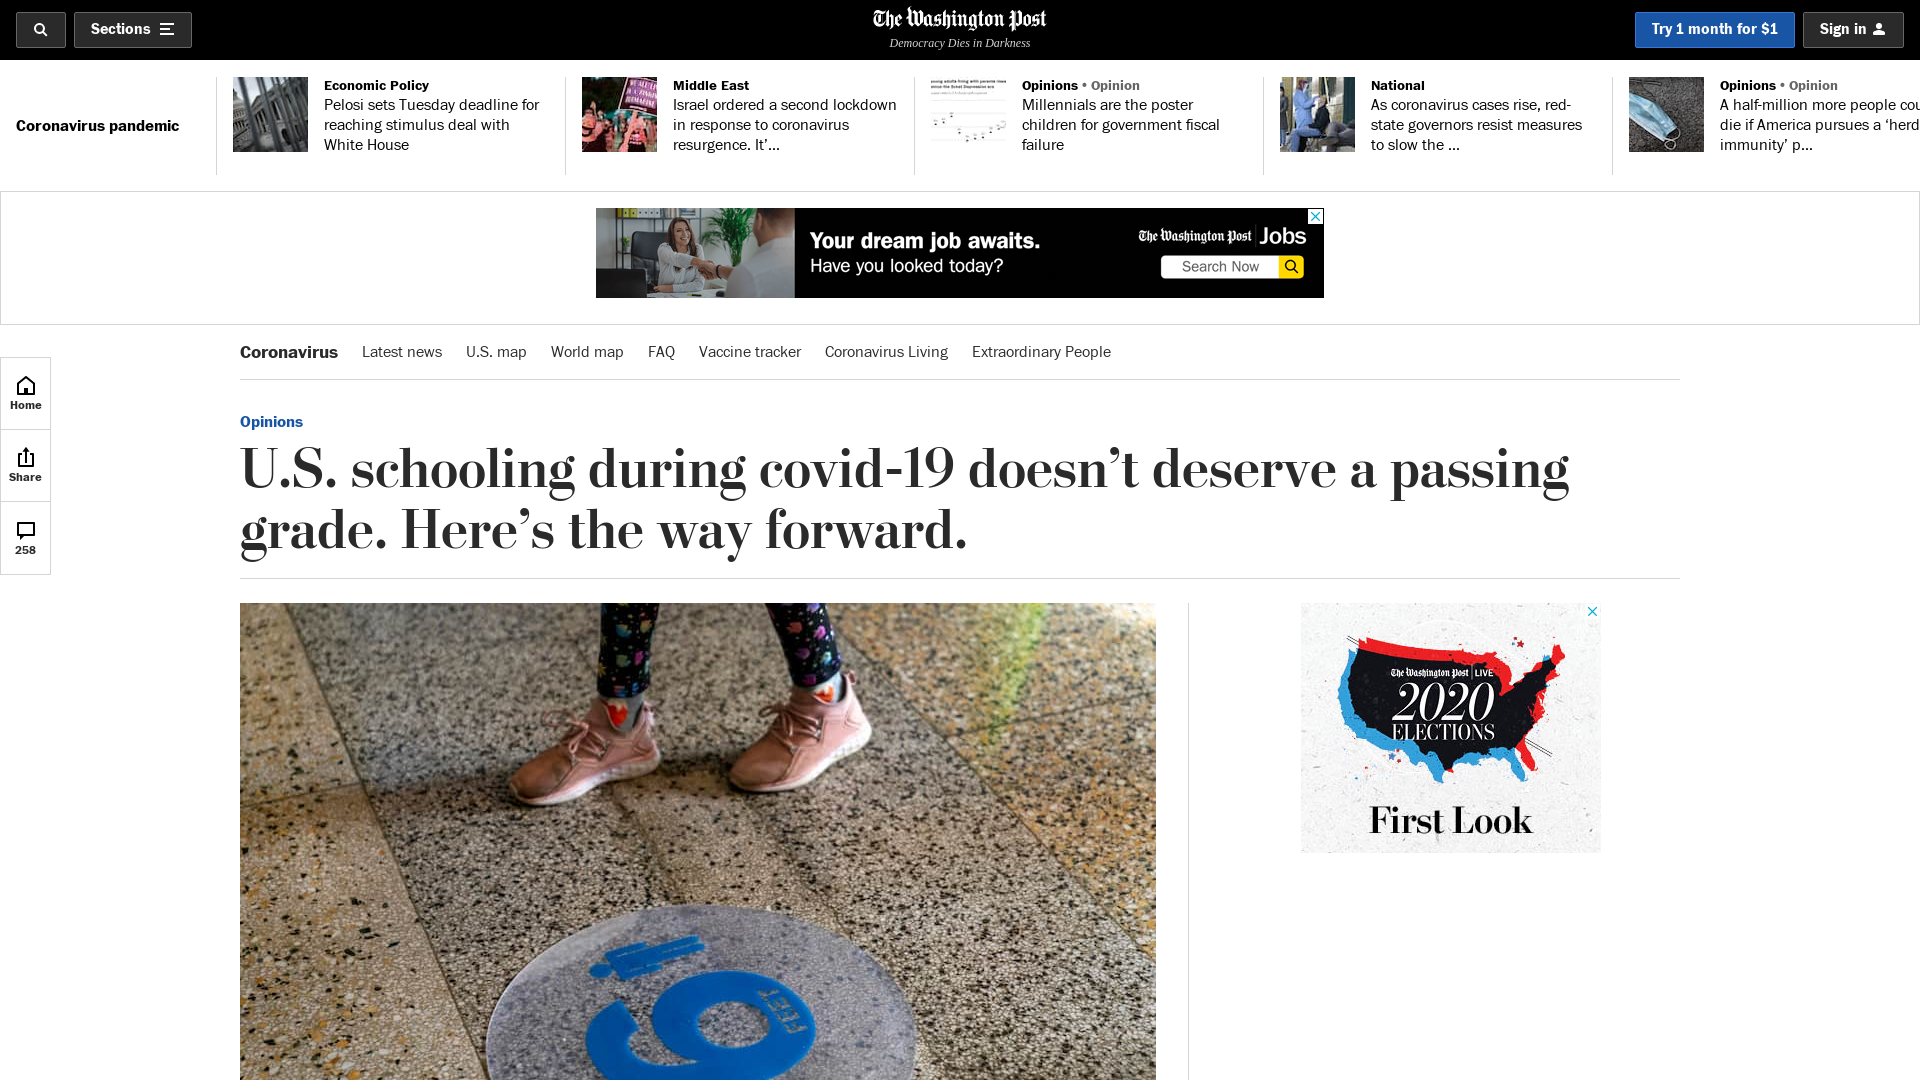 Sections
The Washington Post
Democracy Dies in Darkness
Try 1 month for $1
Sign in
Coronavirus pandemic
Economic Policy
Pelosi sets Tuesday deadline for
reaching stimulus deal with
White House
Middle East
Israel ordered a second lockdown
in response to coronavirus
resurgence. It’...
Opinions • Opinion
Millennials are the poster
children for government fiscal
failure
National
As coronavirus cases rise, red-
state governors resist measures
to slow the ...
Opinions • Opinion
A half-million more people cou
die if America pursues a ‘herd
immunity’ p...
Your dream job awaits.
Have you looked today?
The Washington Post Jobs
Search Now
Coronavirus
Latest news
U.S. map
World map
FAQ
Vaccine tracker
Coronavirus Living
Extraordinary People
Home
Share
258
Opinions
U.S. schooling during covid-19 doesn’t deserve a passing
grade. Here’s the way forward.
The Washington Post LIVE
2020
ELECTIONS
First Look
6
FEET